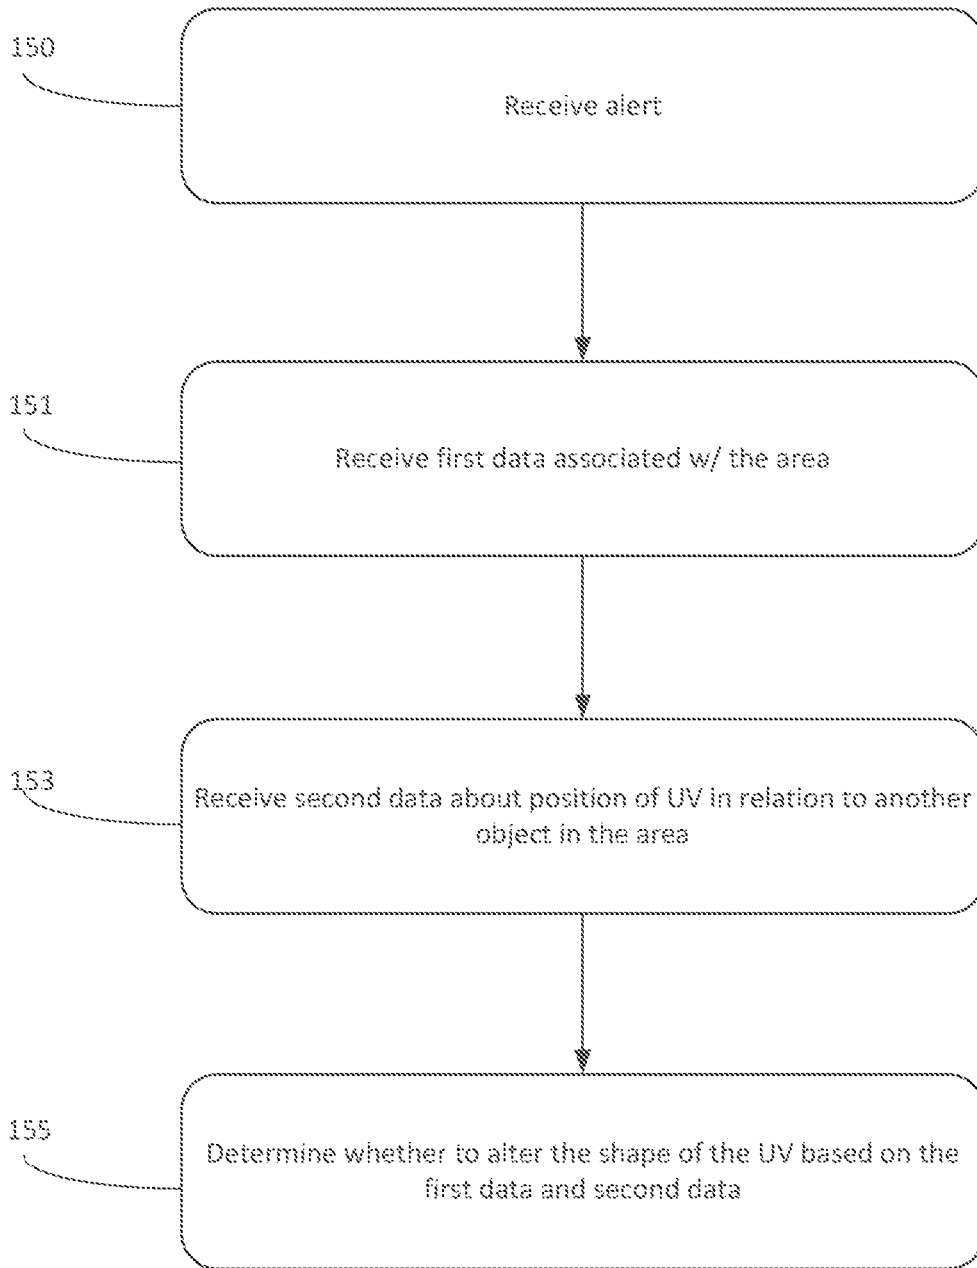 150
Receive alert
151
Receive first data associated w/ the area
153
Receive second data about position of UV in relation to another
object in the area
155
Determine whether to alter the shape of the UV based on the
first data and second data